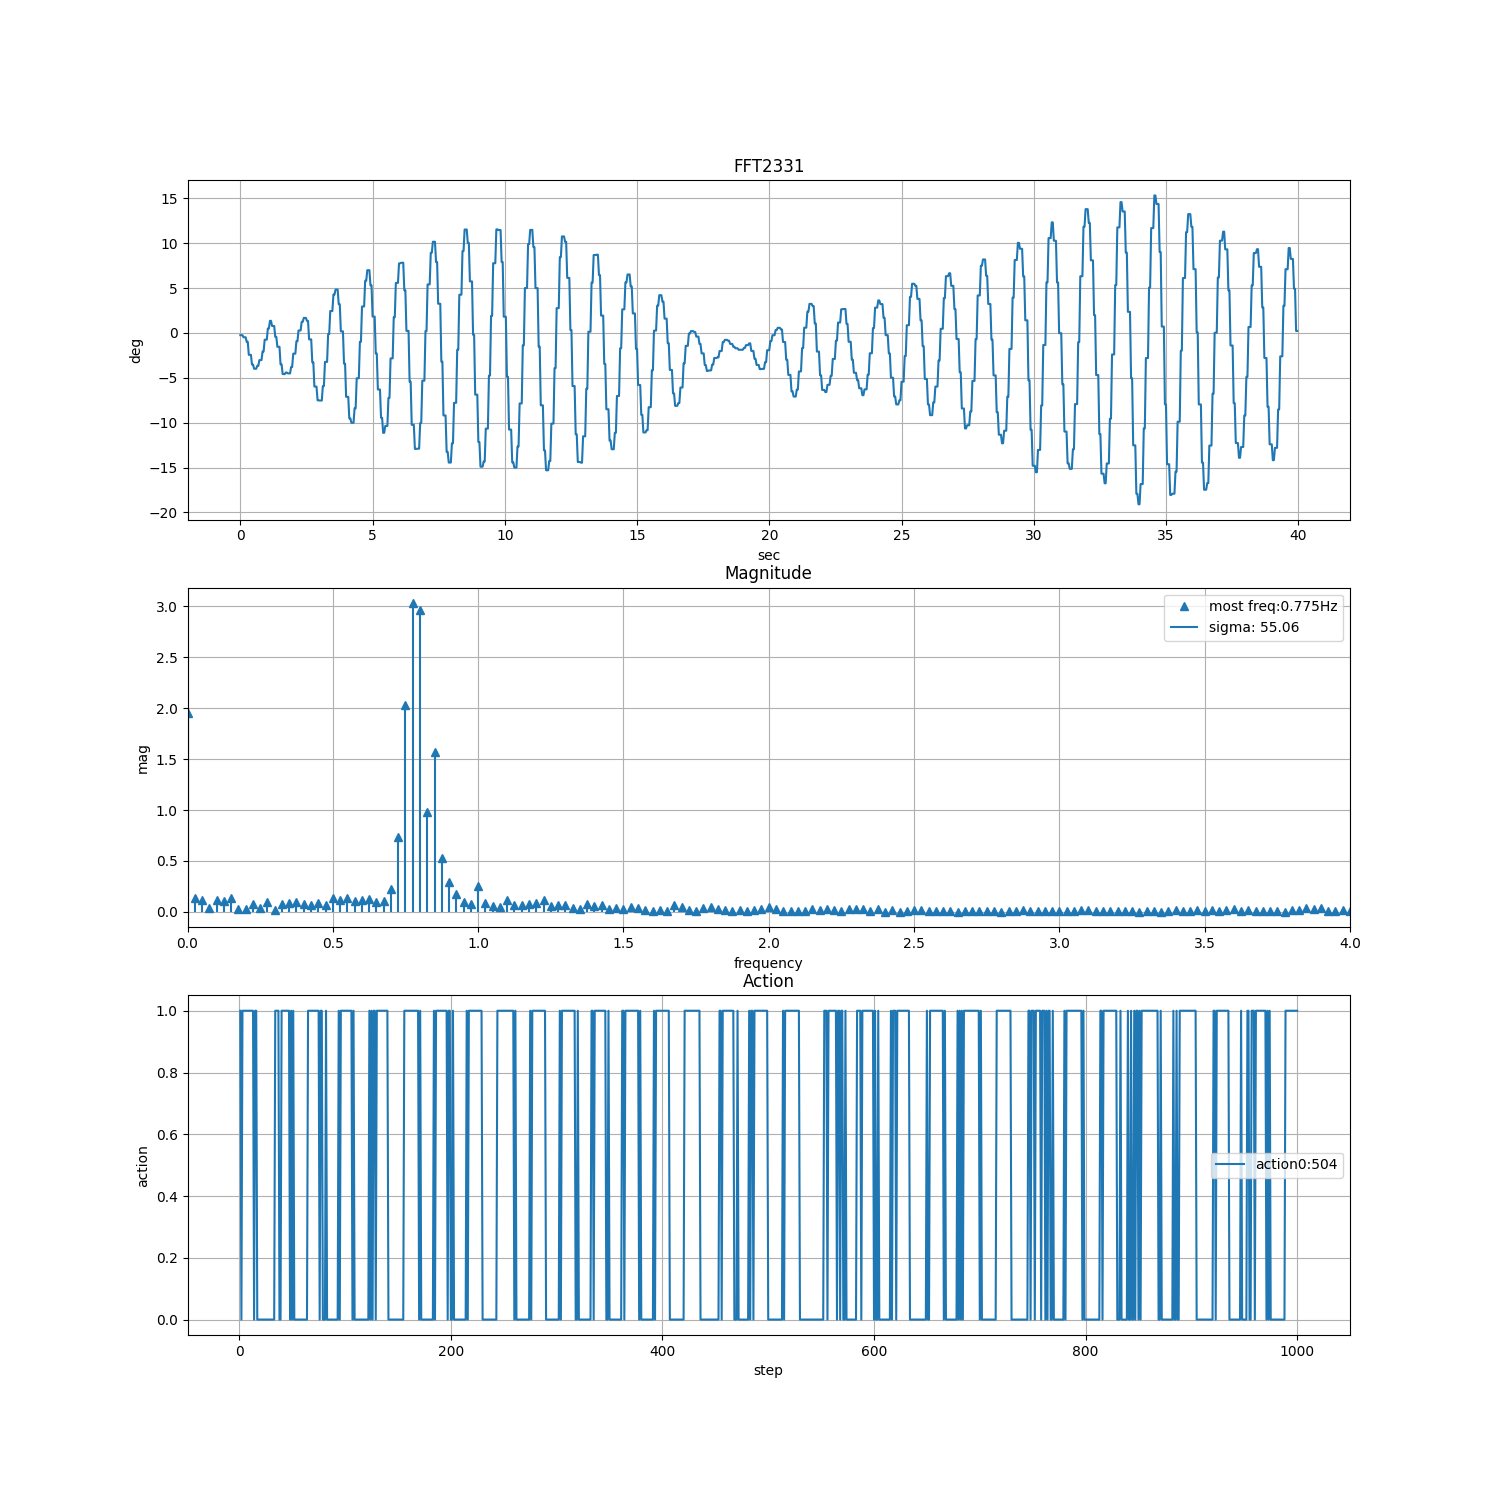 FFT2331
15
10
5
0
−5
−10
−15
−20
deg
0 5 10 15 20 25 30 35 40
sec
Magnitude
3.0
2.5
2.0
1.5
1.0
0.5
0.0
mag
most freq:0.775Hz
sigma: 55.06
0.0 0.5 1.0 1.5 2.0 2.5 3.0 3.5 4.0
frequency
Action
1.0
0.8
0.6
0.4
0.2
0.0
action
action0:504
0 200 400 600 800 1000
step